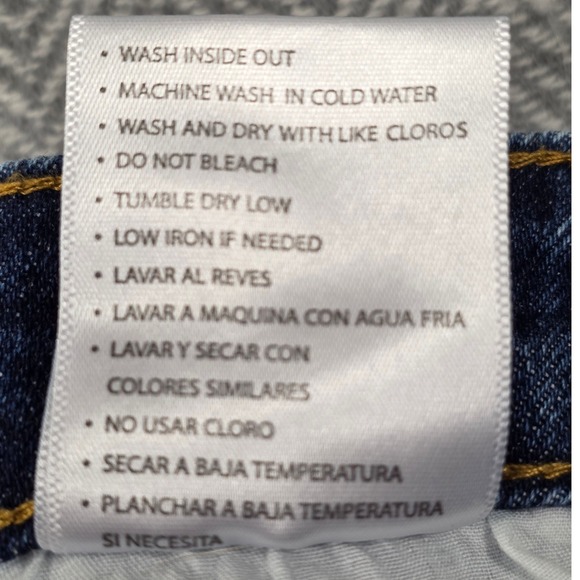 • WASH INSIDE OUT
• MACHINE WASH IN COLD WATER
• WASH AND DRY WITH LIKE CLOROS
• DO NOT BLEACH
• TUMBLE DRY LOW
• LOW IRON IF NEEDED
• LAVAR AL REVES
• LAVAR A MAQUINA CON AGUA FRIA
• LAVAR Y SECAR CON
COLORES SIMILARES
• NO USAR CLORO
• SECAR A BAJA TEMPERATURA
• PLANCHAR A BAJA TEMPERATURA
SI NECESITA